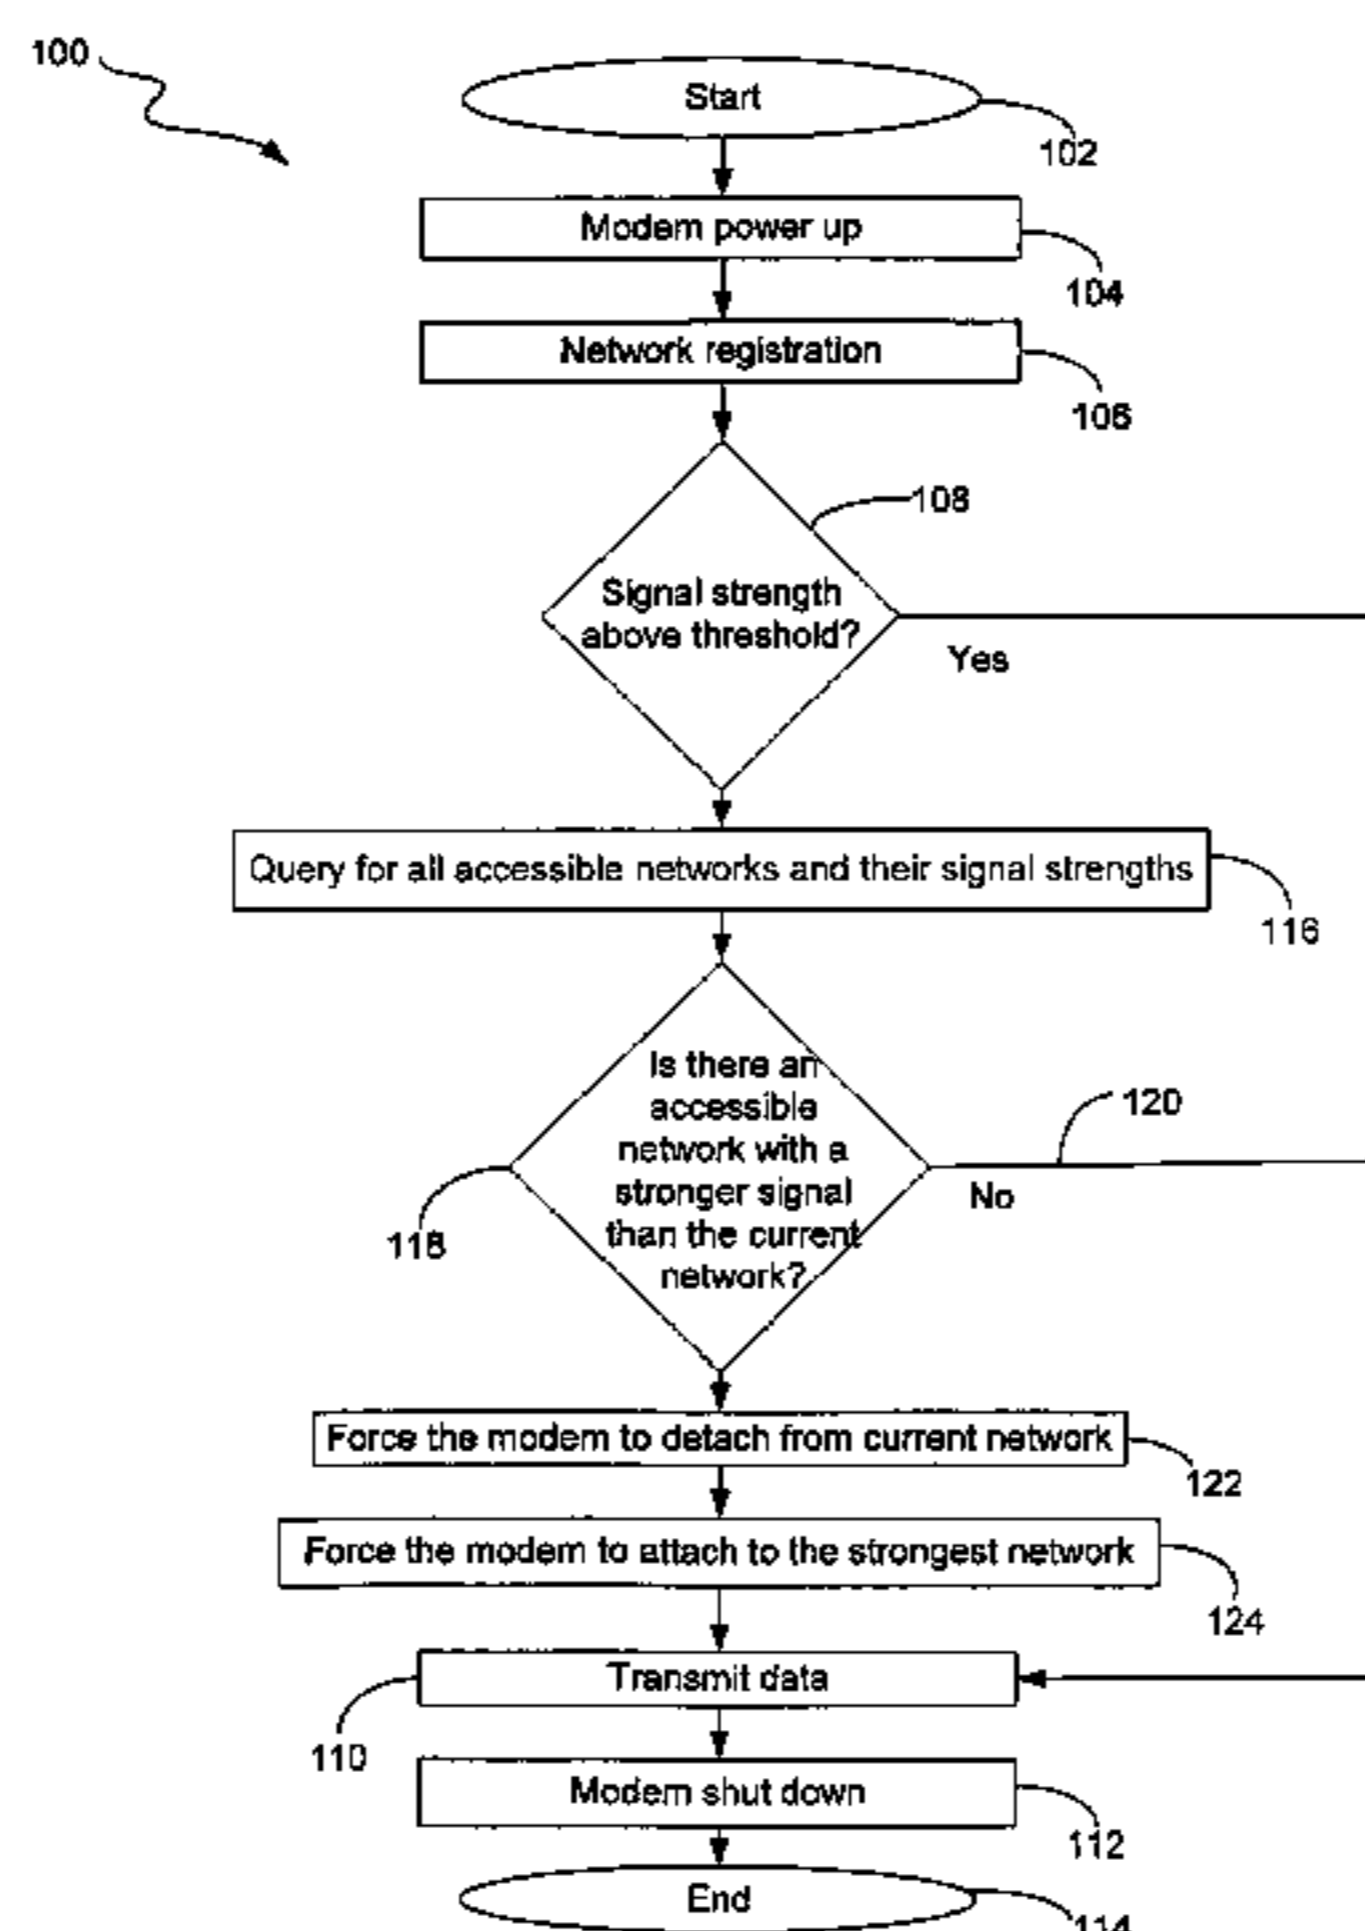 100
Start
102
Modem power up
104
Network registration
106
108
Signal strength
above threshold?
Yes
Query for all accessible networks and their signal strengths
116
Is there an
accessible
network with a
stronger signal
than the current
network?
120
No
118
Force the modem to detach from current network
122
Force the modem to attach to the strongest network
124
Transmit data
110
Modem shut down
112
End
114